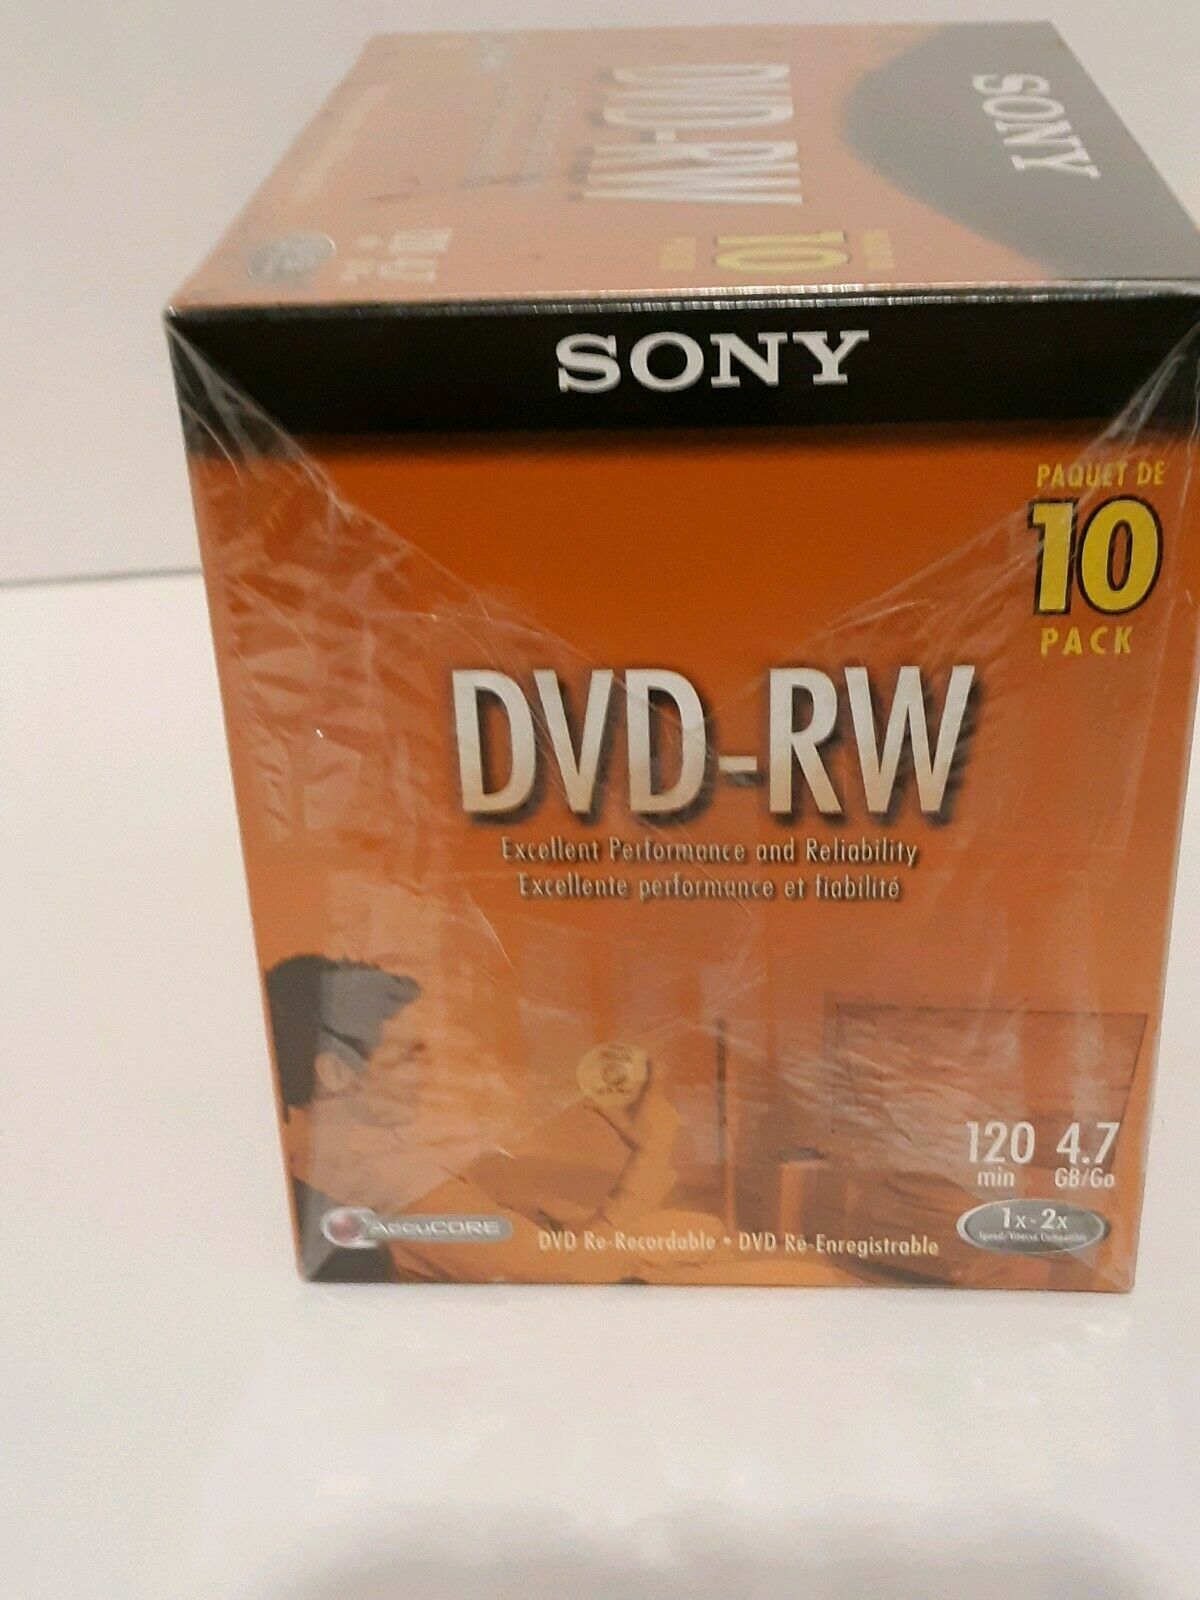 SONY
DVD-RW
10
SONY
PAQUET DE
10
PACK
DVD-RW
Excellent Performance and Reliability
Excellente performance et fiabilité
120 4.7
min GB/Go
1x-2x
AccuCORE
DVD Re-Recordable • DVD Ré-Enregistrable